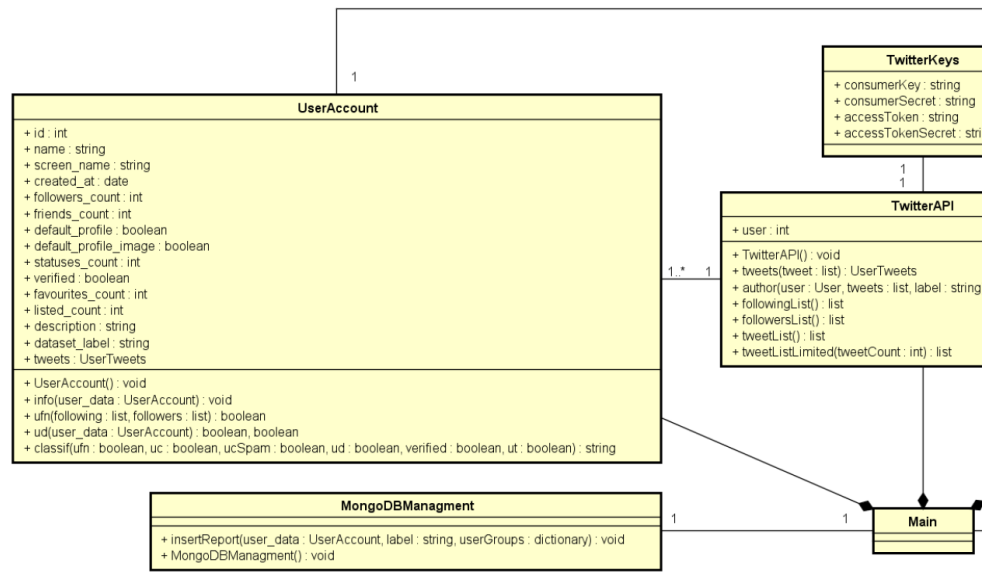 1
UserAccount
+ id : int
+ name : string
+ screen_name : string
+ created_at : date
+ followers_count : int
+ friends_count : int
+ default_profile : boolean
+ default_profile_image : boolean
+ statuses_count : int
+ verified : boolean
+ favourites_count : int
+ listed_count : int
+ description : string
+ dataset_label : string
+ tweets : UserTweets
+ UserAccount() : void
+ info(user_data : UserAccount) : void
+ ufn(following : list, followers : list) : boolean
+ ud(user_data : UserAccount) : boolean, boolean
+ classif(ufn : boolean, uc : boolean, ucSpam : boolean, ud : boolean, verified : boolean, ut : boolean) : string
TwitterKeys
+ consumerKey : string
+ consumerSecret : string
+ accessToken : string
+ accessTokenSecret : stri
1
1
TwitterAPI
+ user : int
+ TwitterAPI() : void
+ tweets(tweet : list) : UserTweets
+ author(user : User, tweets : list, label : string
+ followingList() : list
+ followersList() : list
+ tweetList() : list
+ tweetListLimited(tweetCount : int) : list
1..* 1
MongoDBManagment
+ insertReport(user_data : UserAccount, label : string, userGroups : dictionary) : void
+ MongoDBManagment() : void
1 1
Main